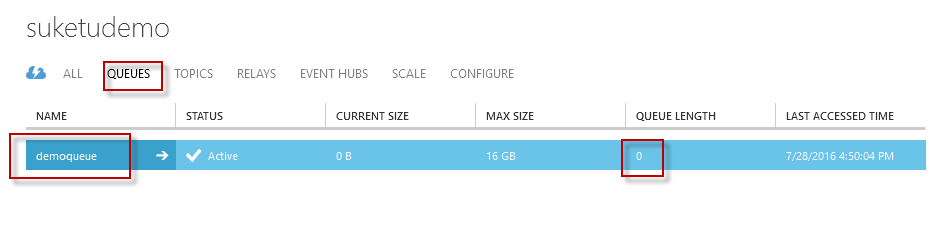 suketudemo
ALL QUEUES TOPICS RELAYS EVENT HUBS SCALE CONFIGURE
NAME STATUS CURRENT SIZE MAX SIZE QUEUE LENGTH LAST ACCESSED TIME
demoqueue Active 0 B 16 GB 0 7/28/2016 4:50:04 PM